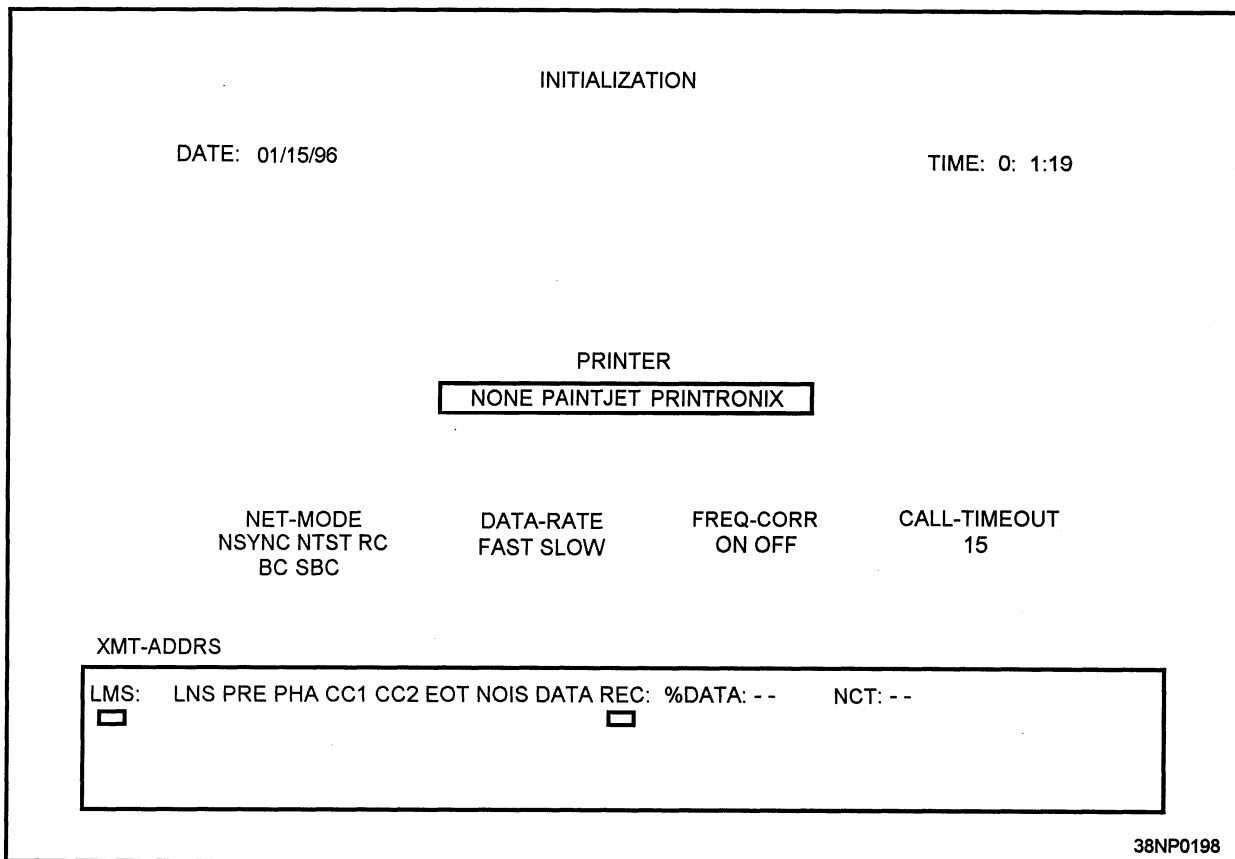 INITIALIZATION
DATE: 01/15/96
TIME: 0: 1:19
PRINTER
NONE PAINTJET PRINTRONIX
NET-MODE
NSYNC NTST RC
BC SBC
DATA-RATE
FAST SLOW
FREQ-CORR
ON OFF
CALL-TIMEOUT
15
XMT-ADDRS
LMS: LNS PRE PHA CC1 CC2 EOT NOIS DATA REC: %DATA: - - NCT: - -
38NP0198